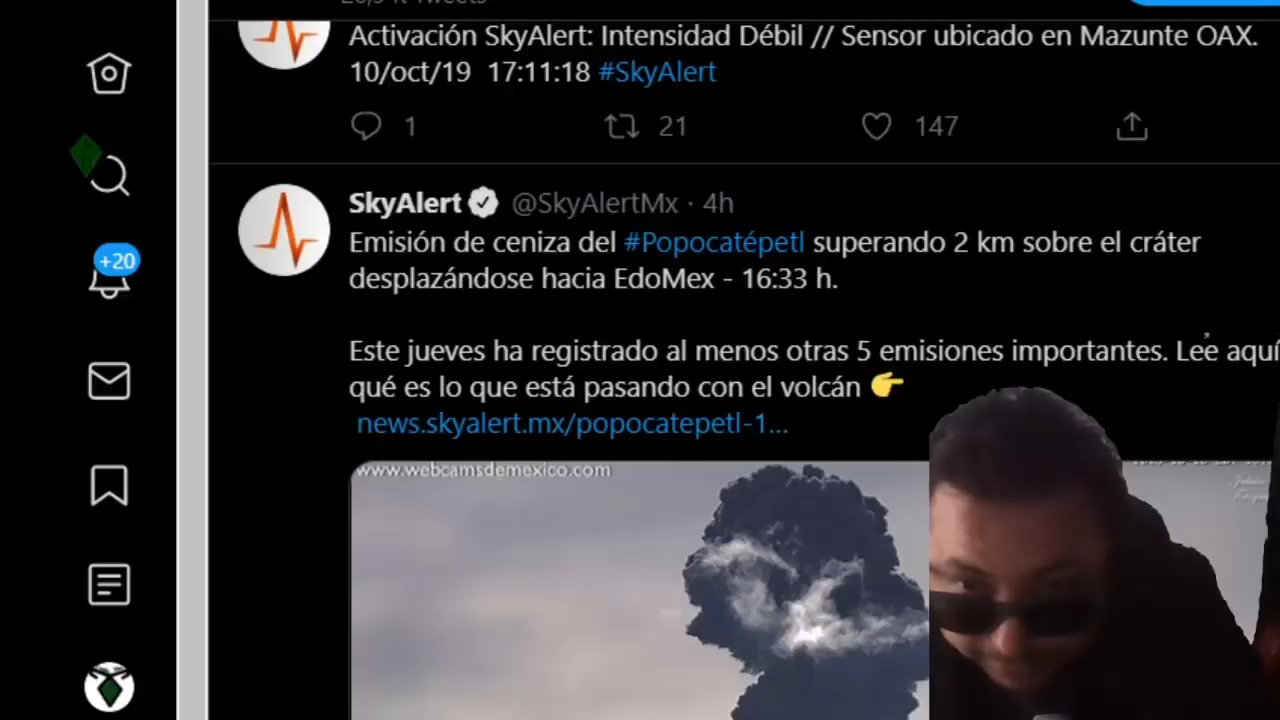 Activación SkyAlert: Intensidad Débil // Sensor ubicado en Mazunte OAX.
10/oct/19 17:11:18 #SkyAlert
1 21 147
SkyAlert @SkyAlertMx · 4h
+20
Emisión de ceniza del #Popocatépetl superando 2 km sobre el cráter
desplazándose hacia EdoMex - 16:33 h.
Este jueves ha registrado al menos otras 5 emisiones importantes. Lee aquí
qué es lo que está pasando con el volcán 👉
news.skyalert.mx/popocatepetl-1...
www.webcamsdemexico.com